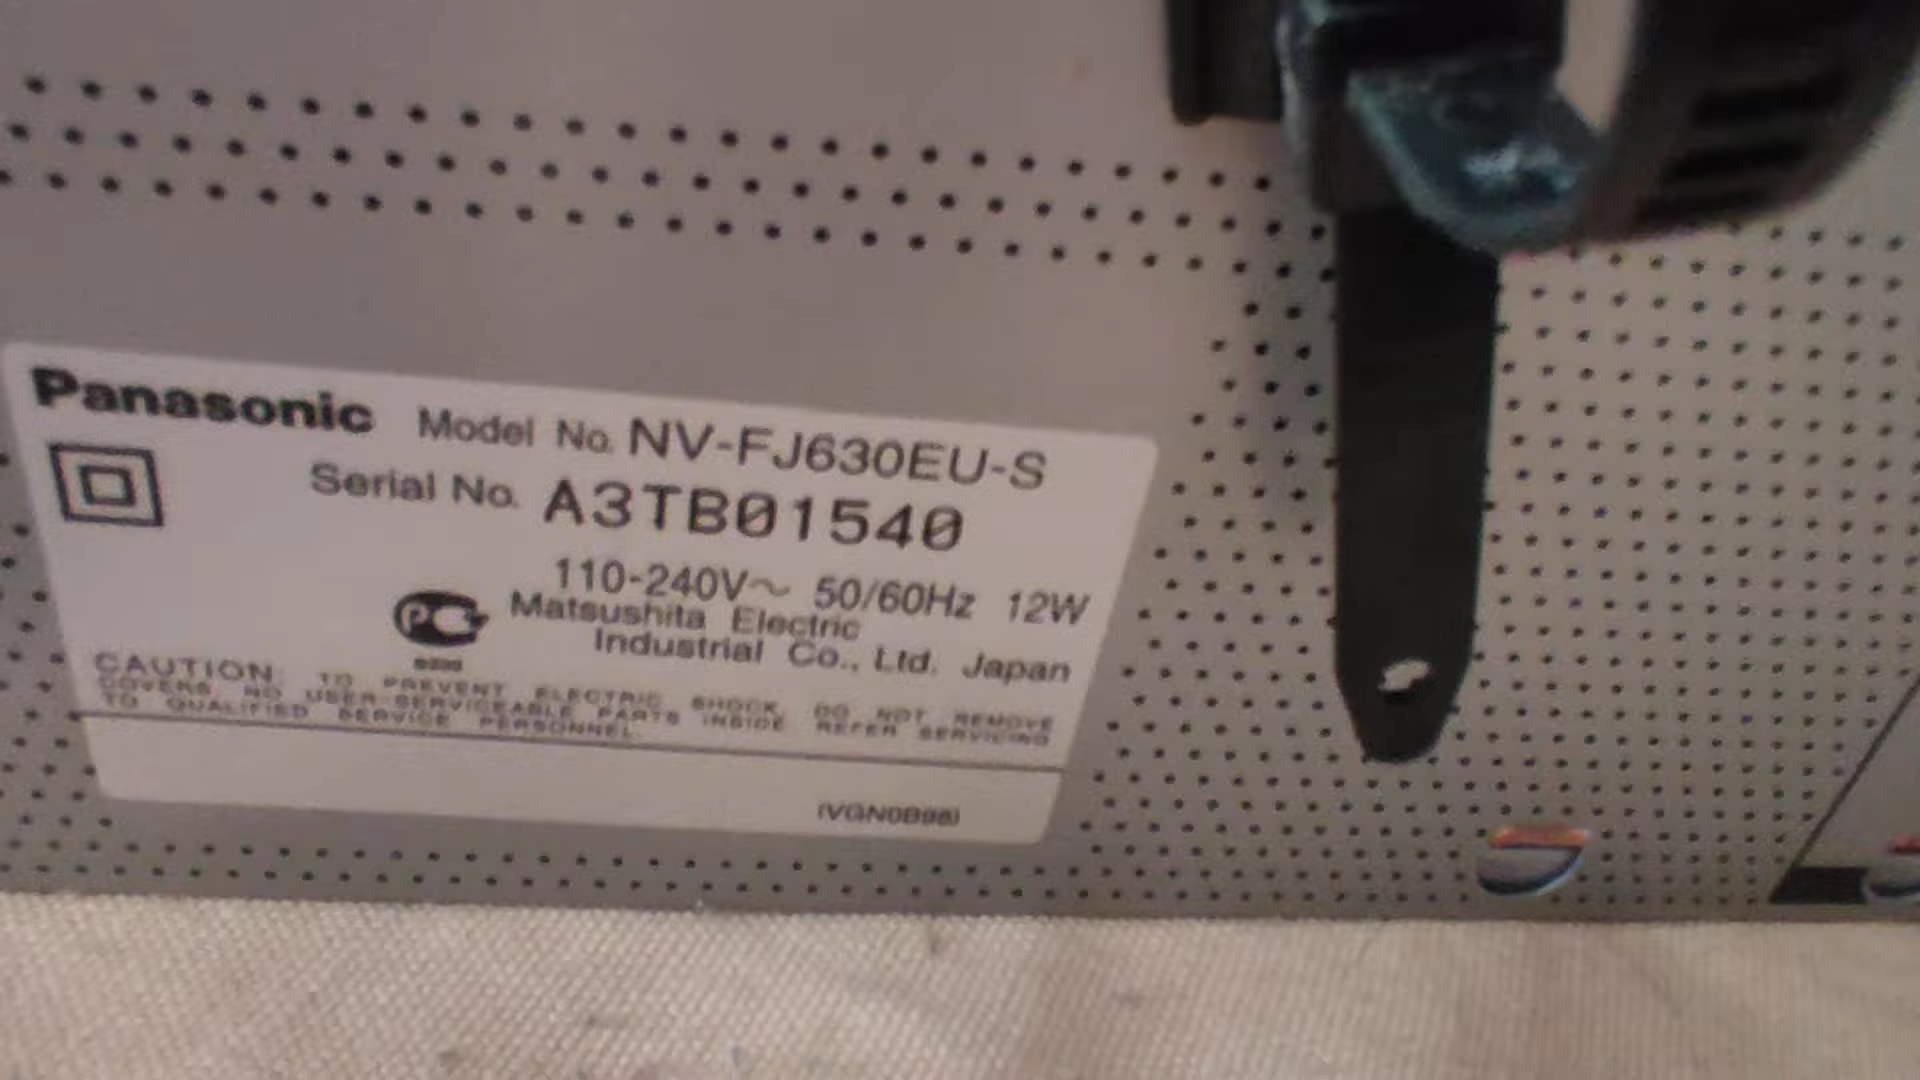 Panasonic Model No. NV-FJ630EU-S
Serial No. A3TB01540
110-240V~ 50/60Hz 12W
Matsushita Electric
Industrial Co., Ltd. Japan
CAUTION: TO PREVENT ELECTRIC SHOCK, DO NOT REMOVE
COVERS. NO USER-SERVICEABLE PARTS INSIDE. REFER SERVICING
TO QUALIFIED SERVICE PERSONNEL.
(VGN0B98)